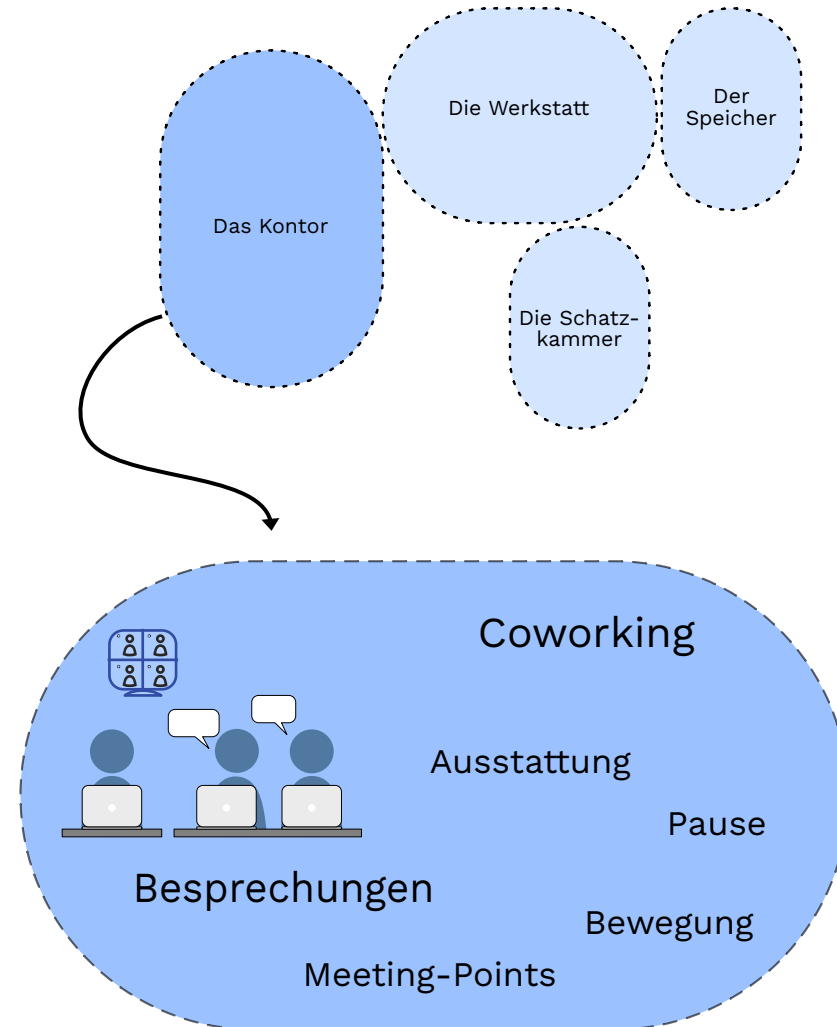 Die Werkstatt
Der
Speicher
Das Kontor
Die Schatz-
kammer
Coworking
Ausstattung
Pause
Besprechungen
Bewegung
Meeting-Points